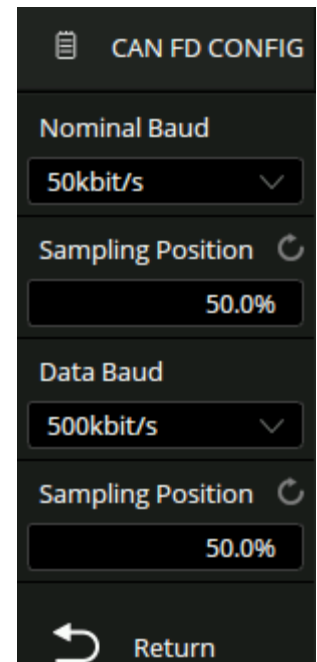 CAN FD CONFIG
Nominal Baud
50kbit/s
Sampling Position
50.0%
Data Baud
500kbit/s
Sampling Position
50.0%
Return